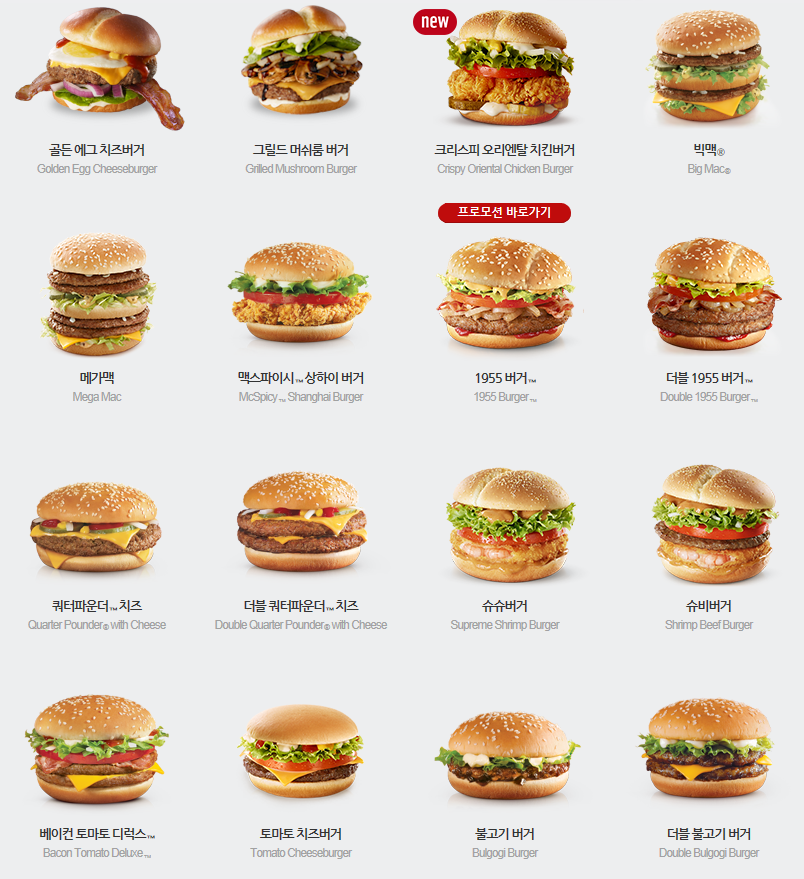 new
골든 에그 치즈버거
Golden Egg Cheeseburger
그릴드 머쉬룸 버거
Grilled Mushroom Burger
크리스피 오리엔탈 치킨버거
Crispy Oriental Chicken Burger
빅맥®
Big Mac®
프로모션 바로가기
메가맥
Mega Mac
맥스파이시™ 상하이 버거
McSpicy™ Shanghai Burger
1955 버거™
1955 Burger™
더블 1955 버거™
Double 1955 Burger™
쿼터파운더™ 치즈
Quarter Pounder® with Cheese
더블 쿼터파운더™ 치즈
Double Quarter Pounder® with Cheese
슈슈버거
Supreme Shrimp Burger
슈비버거
Shrimp Beef Burger
베이컨 토마토 디럭스™
Bacon Tomato Deluxe™
토마토 치즈버거
Tomato Cheeseburger
불고기 버거
Bulgogi Burger
더블 불고기 버거
Double Bulgogi Burger